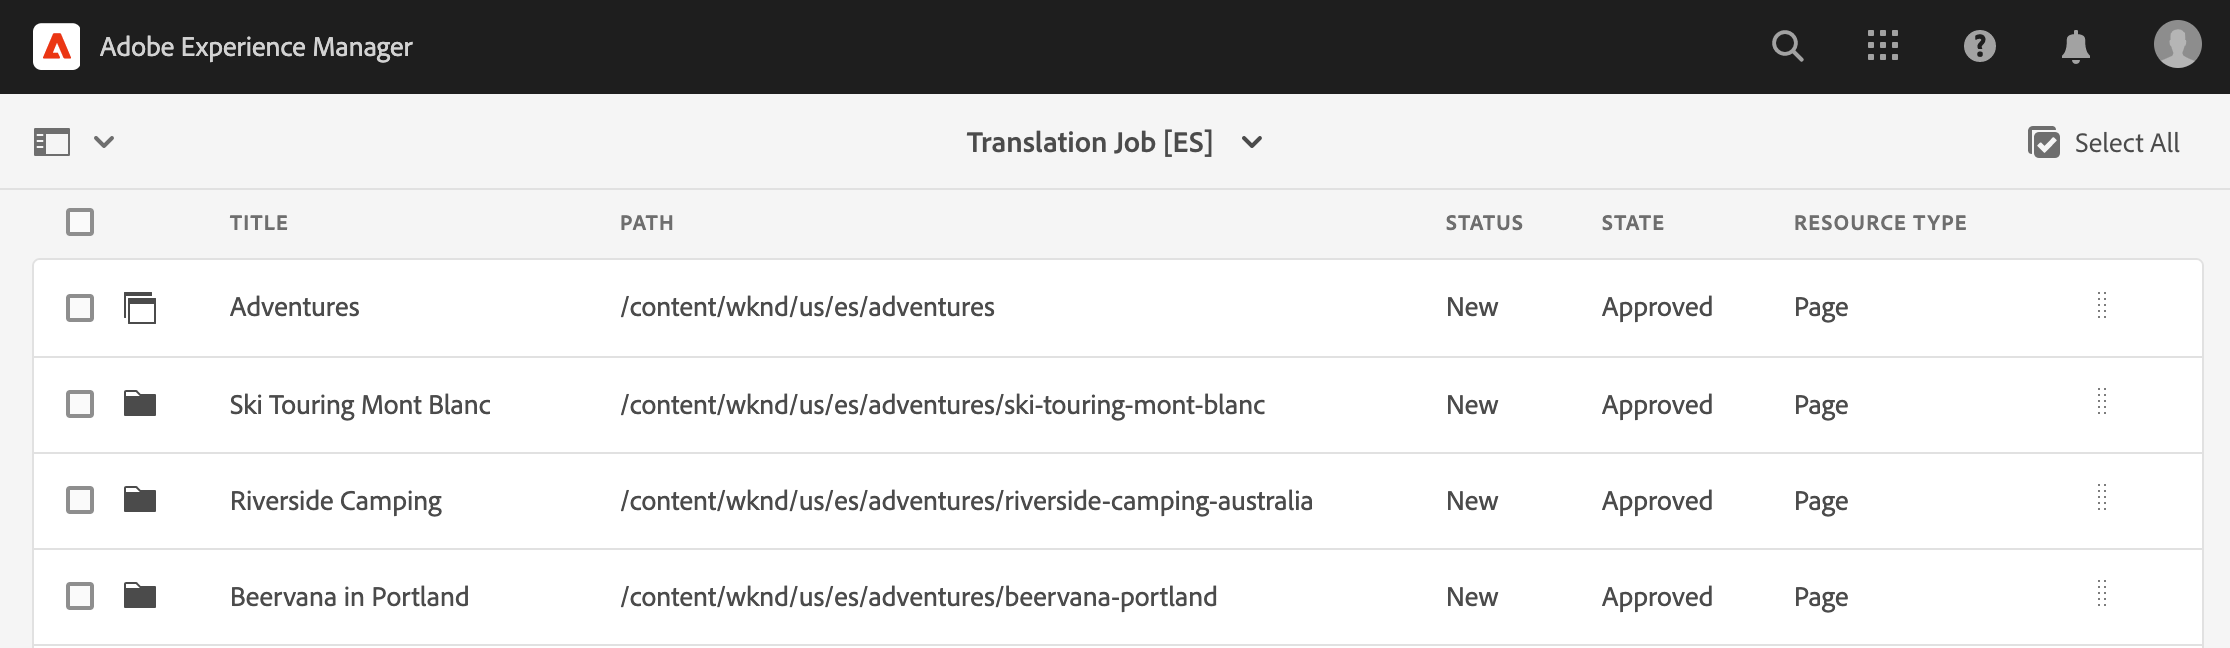 Adobe Experience Manager
Translation Job [ES]
Select All
TITLE PATH STATUS STATE RESOURCE TYPE
Adventures /content/wknd/us/es/adventures New Approved Page
Ski Touring Mont Blanc /content/wknd/us/es/adventures/ski-touring-mont-blanc New Approved Page
Riverside Camping /content/wknd/us/es/adventures/riverside-camping-australia New Approved Page
Beervana in Portland /content/wknd/us/es/adventures/beervana-portland New Approved Page